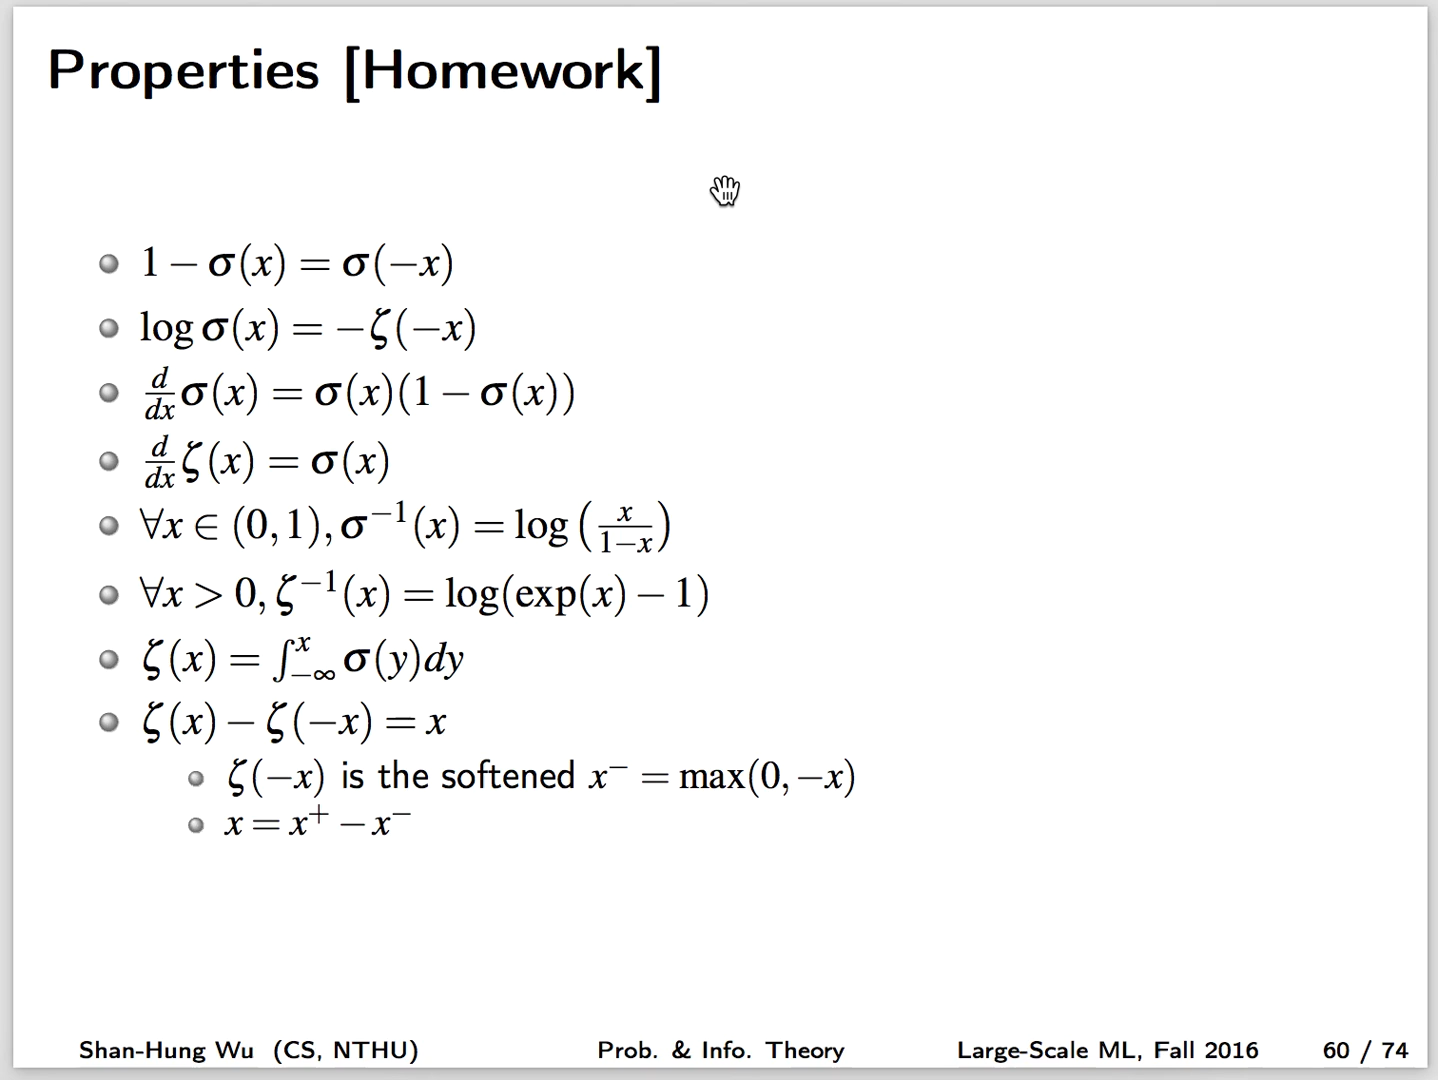 Properties [Homework]
1 − σ(x) = σ(−x)
log σ(x) = −ζ(−x)
d/dx σ(x) = σ(x)(1 − σ(x))
d/dx ζ(x) = σ(x)
∀x ∈ (0, 1), σ⁻¹(x) = log (x/(1−x))
∀x > 0, ζ⁻¹(x) = log(exp(x) − 1)
ζ(x) = ∫_{−∞}^{x} σ(y)dy
ζ(x) − ζ(−x) = x
ζ(−x) is the softened x⁻ = max(0, −x)
x = x⁺ − x⁻
Shan-Hung Wu (CS, NTHU) Prob. & Info. Theory Large-Scale ML, Fall 2016 60 / 74